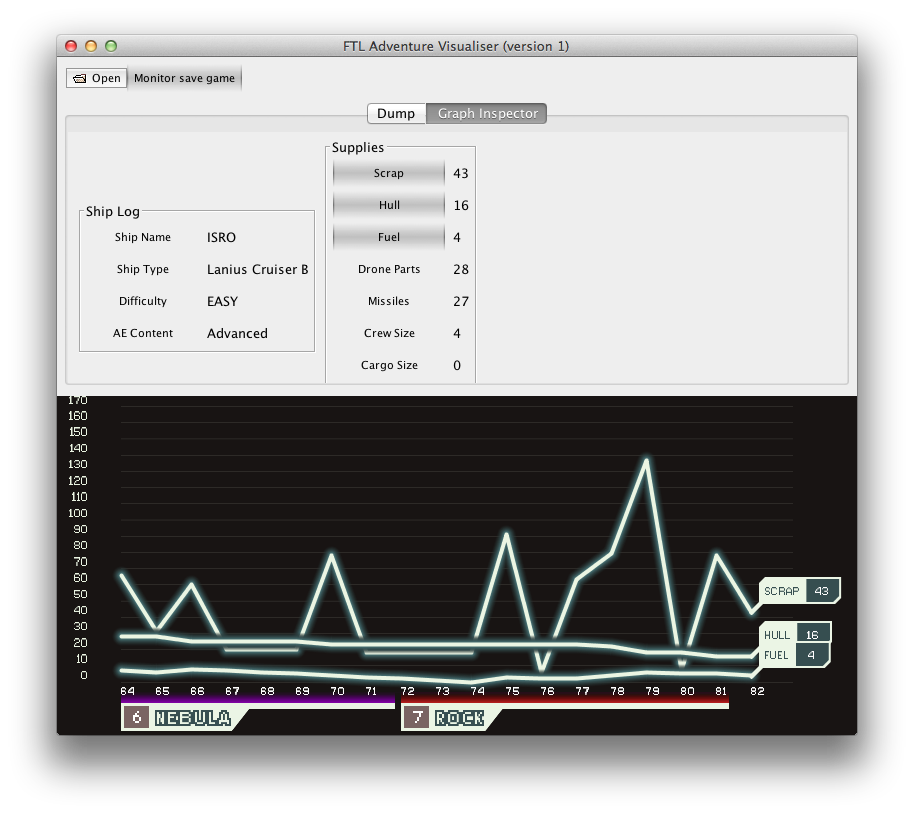 FTL Adventure Visualiser (version 1)
Open Monitor save game
Dump Graph Inspector
Ship Log
Ship Name ISRO
Ship Type Lanius Cruiser B
Difficulty EASY
AE Content Advanced
Supplies
Scrap 43
Hull 16
Fuel 4
Drone Parts 28
Missiles 27
Crew Size 4
Cargo Size 0
170
160
150
140
130
120
110
100
90
80
70
60
50
40
30
20
10
0
SCRAP 43
HULL 16
FUEL 4
64 65 66 67 68 69 70 71 72 73 74 75 76 77 78 79 80 81 82
6 NEBULA 7 ROCK